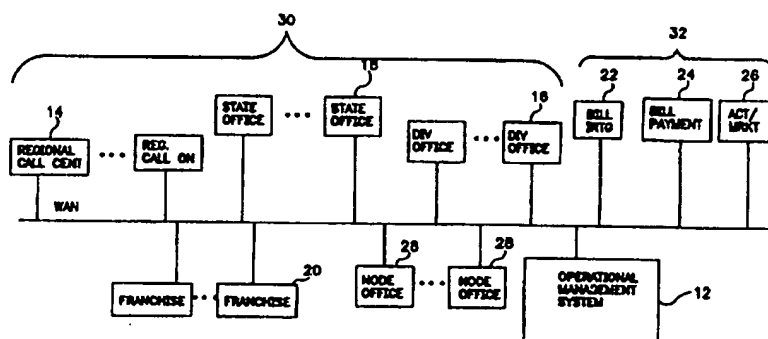 30
32
18
22
24
26
STATE OFFICE
STATE OFFICE
14
16
BILL
BILL PAYMENT
ACT/ MRKT
REGIONAL CALL CENT
REG. CALL CN
DIV OFFICE
DIV OFFICE
WAN
28
28
20
FRANCHISE
FRANCHISE
NODE OFFICE
NODE OFFICE
OPERATIONAL MANAGEMENT SYSTEM
12